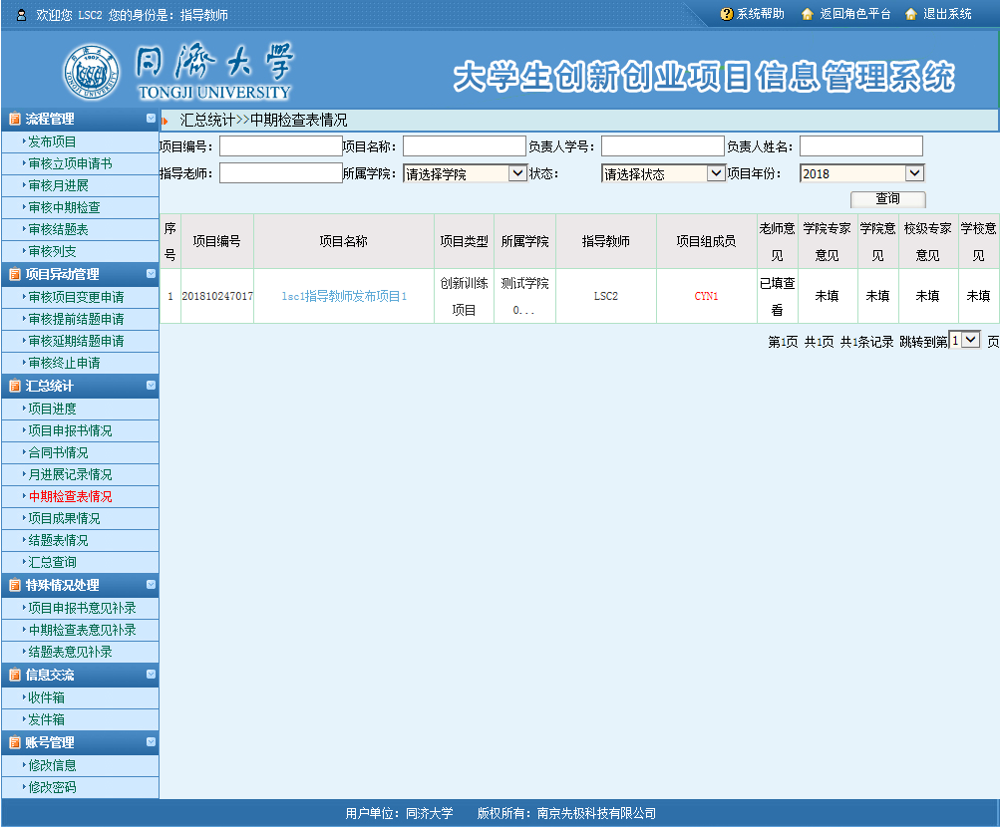 欢迎您 LSC2 您的身份是：指导教师
系统帮助 返回角色平台 退出系统
同济大学
TONGJI UNIVERSITY
大学生创新创业项目信息管理系统
流程管理
发布项目
审核立项申请书
审核月进展
审核中期检查
审核结题表
审核列支
项目异动管理
审核项目变更申请
审核提前结题申请
审核延期结题申请
审核终止申请
汇总统计
项目进度
项目申报书情况
合同书情况
月进展记录情况
中期检查表情况
项目成果情况
结题表情况
汇总查询
特殊情况处理
项目申报书意见补录
中期检查表意见补录
结题表意见补录
信息交流
收件箱
发件箱
账号管理
修改信息
修改密码
汇总统计>>中期检查表情况
项目编号： 项目名称： 负责人学号： 负责人姓名：
指导老师： 所属学院： 请选择学院 状态： 请选择状态 项目年份： 2018
查询
序号 项目编号 项目名称 项目类型 所属学院 指导教师 项目组成员 老师意见 学院专家意见 学院意见 校级专家意见 学校意见
1 201810247017 lsc1指导教师发布项目1 创新训练项目 测试学院0... LSC2 CYN1 已填查看 未填 未填 未填 未填
第1页 共1页 共1条记录 跳转到第 1 页
用户单位：同济大学 版权所有：南京先极科技有限公司